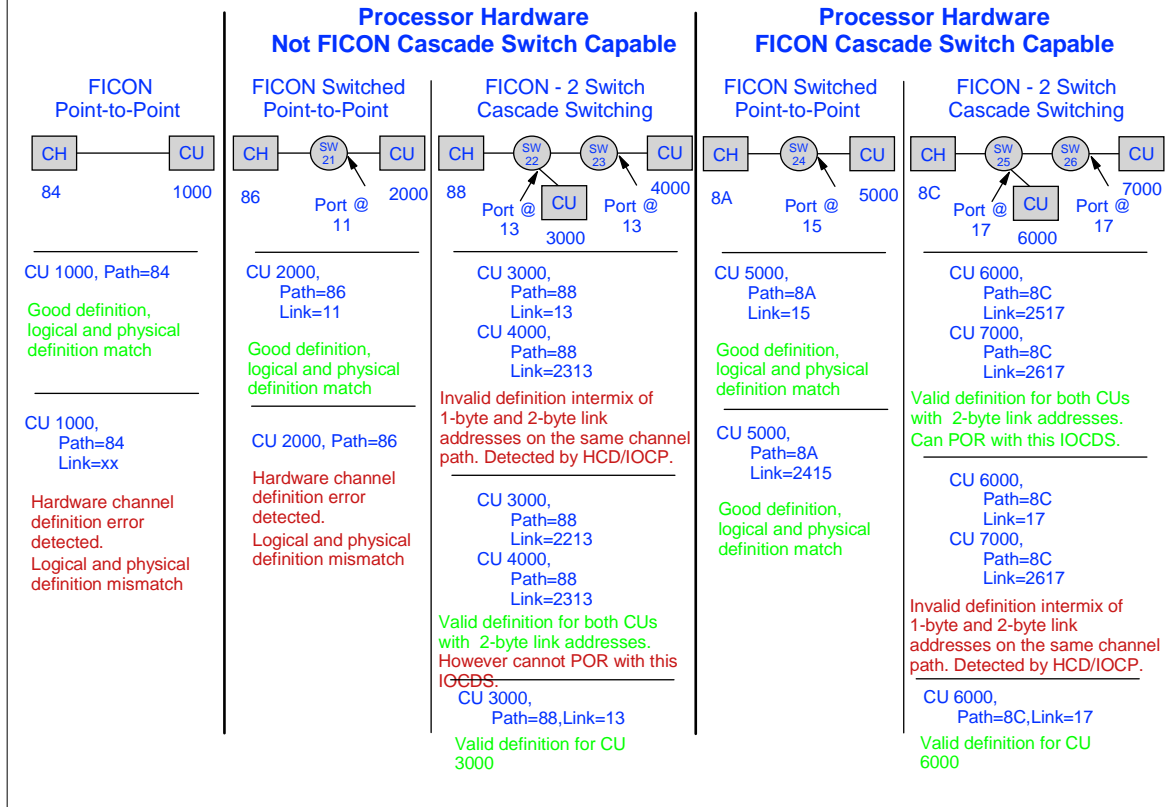 Processor Hardware
Not FICON Cascade Switch Capable
Processor Hardware
FICON Cascade Switch Capable
FICON
Point-to-Point
CH
CU
84
1000
CU 1000, Path=84
Good definition,
logical and physical
definition match
CU 1000,
Path=84
Link=xx
Hardware channel
definition error
detected.
Logical and physical
definition mismatch
FICON Switched
Point-to-Point
CH
SW
21
CU
86
Port @
11
2000
CU 2000,
Path=86
Link=11
Good definition,
logical and physical
definition match
CU 2000, Path=86
Hardware channel
definition error
detected.
Logical and physical
definition mismatch
FICON - 2 Switch
Cascade Switching
CH
SW
22
SW
23
CU
88
Port @
13
CU
3000
Port @
13
4000
CU 3000,
Path=88
Link=13
CU 4000,
Path=88
Link=2313
Invalid definition intermix of
1-byte and 2-byte link
addresses on the same channel
path. Detected by HCD/IOCP.
CU 3000,
Path=88
Link=2213
CU 4000,
Path=88
Link=2313
Valid definition for both CUs
with 2-byte link addresses.
However cannot POR with this
IOCDS.
CU 3000,
Path=88,Link=13
Valid definition for CU
3000
FICON Switched
Point-to-Point
CH
SW
24
CU
8A
Port @
15
5000
CU 5000,
Path=8A
Link=15
Good definition,
logical and physical
definition match
CU 5000,
Path=8A
Link=2415
Good definition,
logical and physical
definition match
FICON - 2 Switch
Cascade Switching
CH
SW
25
SW
26
CU
8C
Port @
17
CU
6000
Port @
17
7000
CU 6000,
Path=8C
Link=2517
CU 7000,
Path=8C
Link=2617
Valid definition for both CUs
with 2-byte link addresses.
Can POR with this IOCDS.
CU 6000,
Path=8C
Link=17
CU 7000,
Path=8C
Link=2617
Invalid definition intermix of
1-byte and 2-byte link
addresses on the same channel
path. Detected by HCD/IOCP.
CU 6000,
Path=8C,Link=17
Valid definition for CU
6000